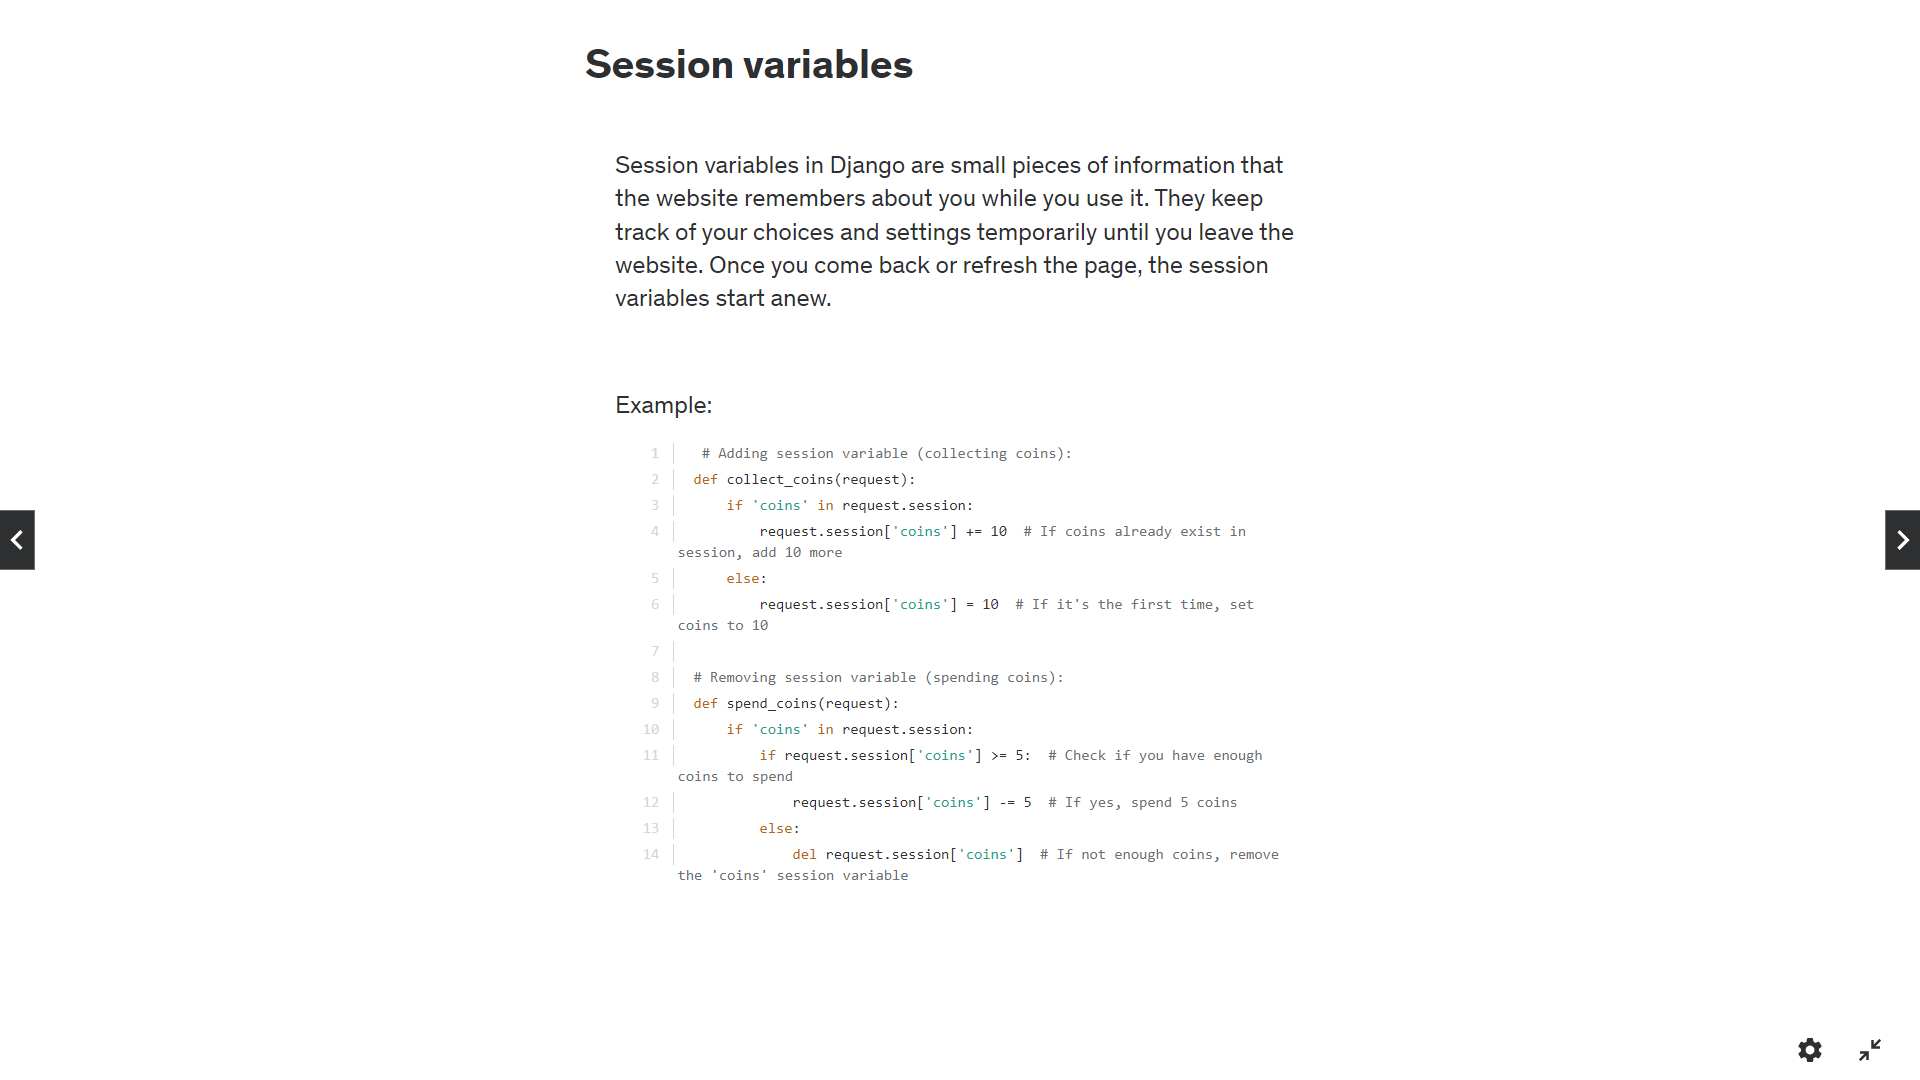 Session variables
Session variables in Django are small pieces of information that
the website remembers about you while you use it. They keep
track of your choices and settings temporarily until you leave the
website. Once you come back or refresh the page, the session
variables start anew.
Example:
1 # Adding session variable (collecting coins):
2 def collect_coins(request):
3 if 'coins' in request.session:
4 request.session['coins'] += 10 # If coins already exist in
session, add 10 more
5 else:
6 request.session['coins'] = 10 # If it's the first time, set
coins to 10
7
8 # Removing session variable (spending coins):
9 def spend_coins(request):
10 if 'coins' in request.session:
11 if request.session['coins'] >= 5: # Check if you have enough
coins to spend
12 request.session['coins'] -= 5 # If yes, spend 5 coins
13 else:
14 del request.session['coins'] # If not enough coins, remove
the 'coins' session variable